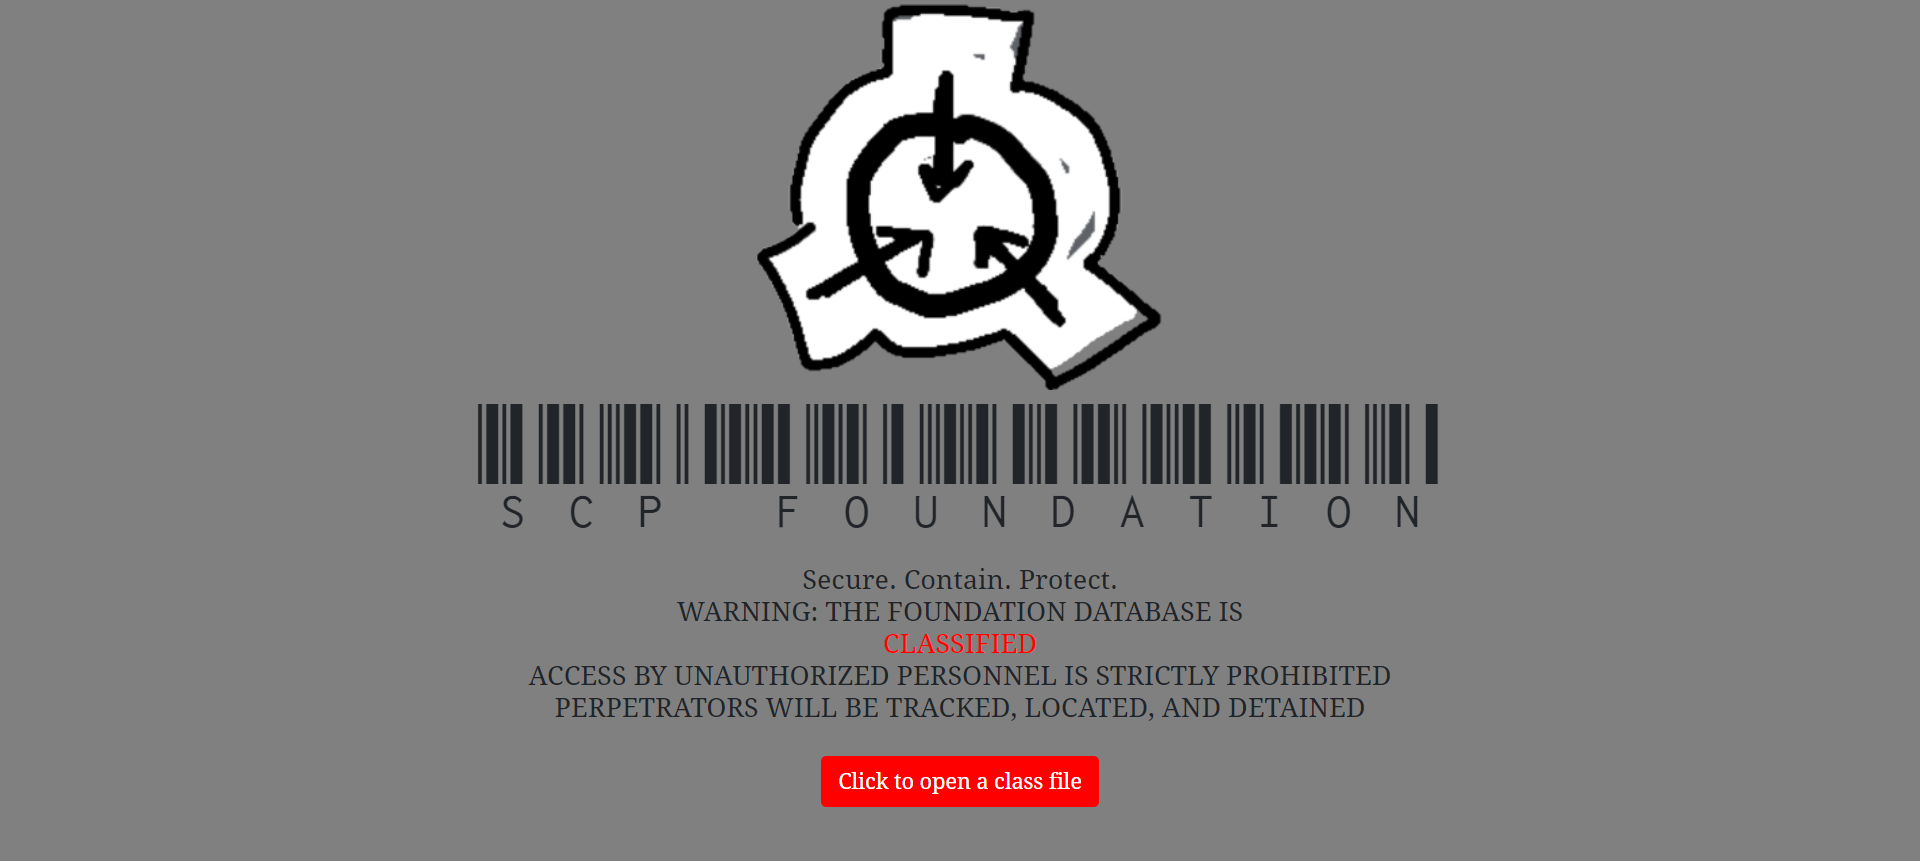 SCP FOUNDATION
Secure. Contain. Protect.
WARNING: THE FOUNDATION DATABASE IS
CLASSIFIED
ACCESS BY UNAUTHORIZED PERSONNEL IS STRICTLY PROHIBITED
PERPETRATORS WILL BE TRACKED, LOCATED, AND DETAINED
Click to open a class file